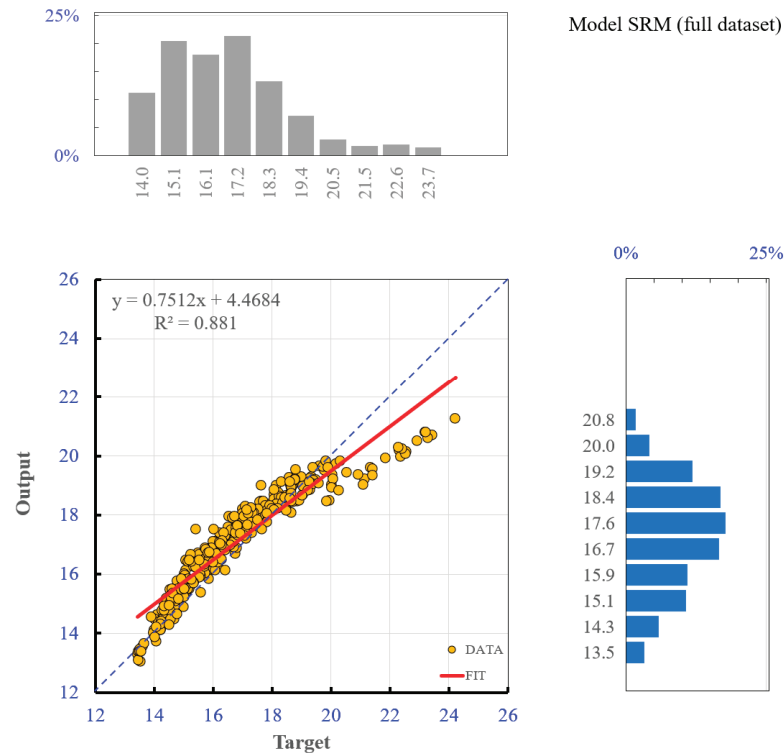 Model SRM (full dataset)
25%
0%
14.0 15.1 16.1 17.2 18.3 19.4 20.5 21.5 22.6 23.7
0% 25%
26
24
22
20
18
16
14
12
y = 0.7512x + 4.4684
R² = 0.881
DATA
FIT
Output
12 14 16 18 20 22 24 26
Target
20.8
20.0
19.2
18.4
17.6
16.7
15.9
15.1
14.3
13.5